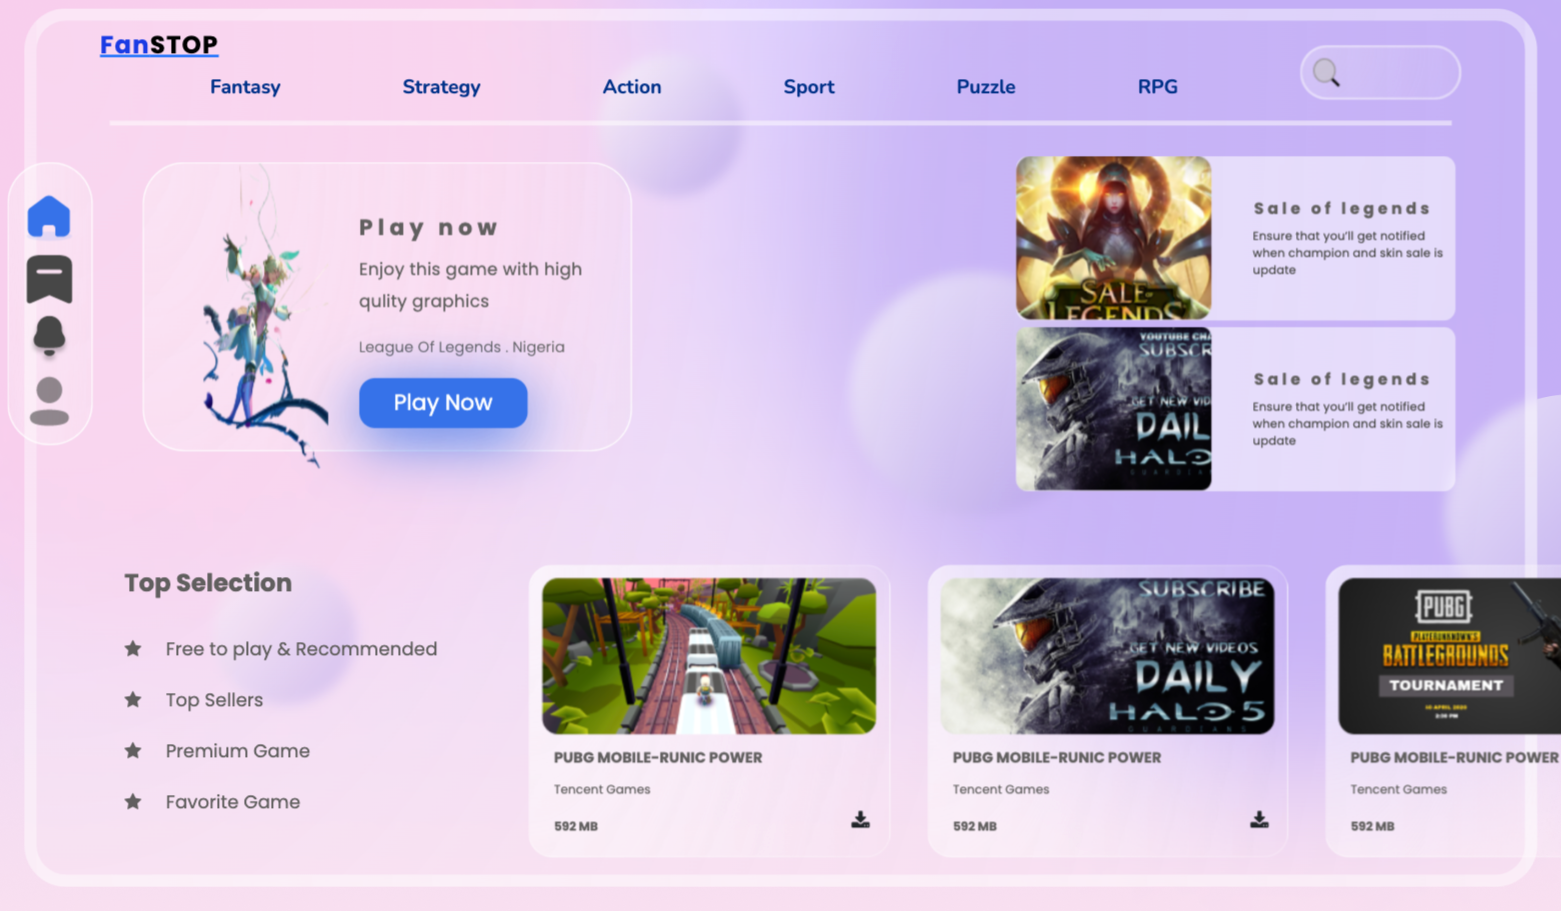 FanSTOP
Fantasy
Strategy
Action
Sport
Puzzle
RPG
Play now
Enjoy this game with high
qulity graphics
League Of Legends . Nigeria
Play Now
SALE
LEGENDS
Sale of legends
Ensure that you'll get notified
when champion and skin sale is
update
YOUTUBE CHA
SUBSCR
GET NEW VID
DAIL
HALO
GUARDIAN
Sale of legends
Ensure that you'll get notified
when champion and skin sale is
update
Top Selection
Free to play & Recommended
Top Sellers
Premium Game
Favorite Game
PUBG MOBILE-RUNIC POWER
Tencent Games
592 MB
SUBSCRIBE
GET NEW VIDEOS
DAILY
HALO 5
GUARDIANS
PUBG MOBILE-RUNIC POWER
Tencent Games
592 MB
PUBG
PLAYERUNKNOWN'S
BATTLEGROUNDS
TOURNAMENT
PUBG MOBILE-RUNIC POWER
Tencent Games
592 MB